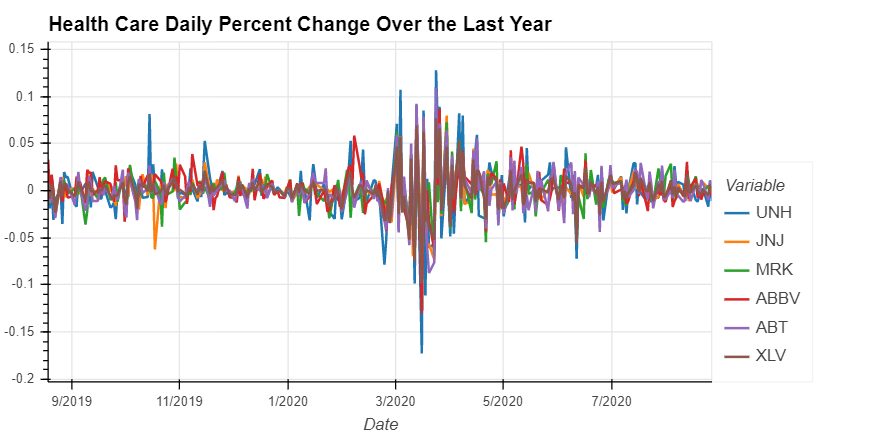 Health Care Daily Percent Change Over the Last Year
0.15
0.1
0.05
0
-0.05
-0.1
-0.15
-0.2
9/2019 11/2019 1/2020 3/2020 5/2020 7/2020
Date
Variable
UNH
JNJ
MRK
ABBV
ABT
XLV